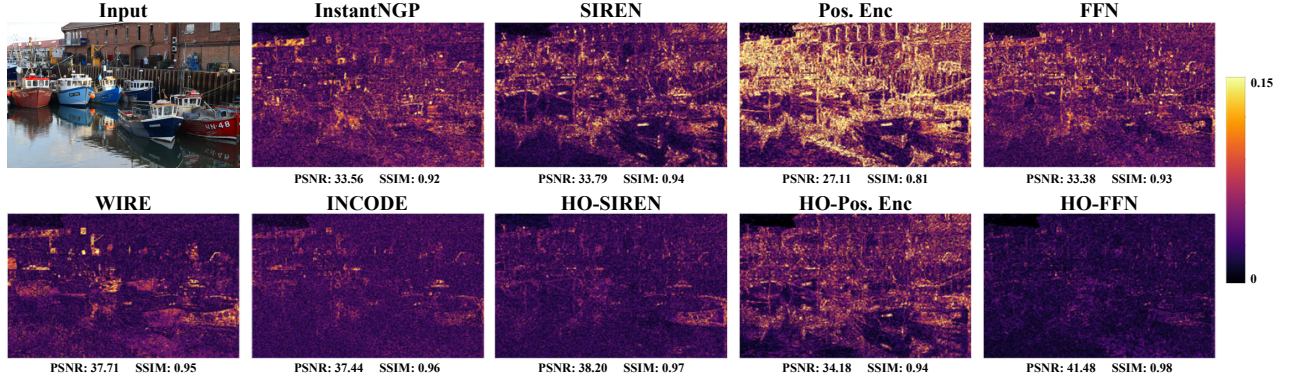 Input InstantNGP SIREN Pos. Enc FFN
NN-48
0.15
PSNR: 33.56 SSIM: 0.92 PSNR: 33.79 SSIM: 0.94 PSNR: 27.11 SSIM: 0.81 PSNR: 33.38 SSIM: 0.93
WIRE INCODE HO-SIREN HO-Pos. Enc HO-FFN
0
PSNR: 37.71 SSIM: 0.95 PSNR: 37.44 SSIM: 0.96 PSNR: 38.20 SSIM: 0.97 PSNR: 34.18 SSIM: 0.94 PSNR: 41.48 SSIM: 0.98